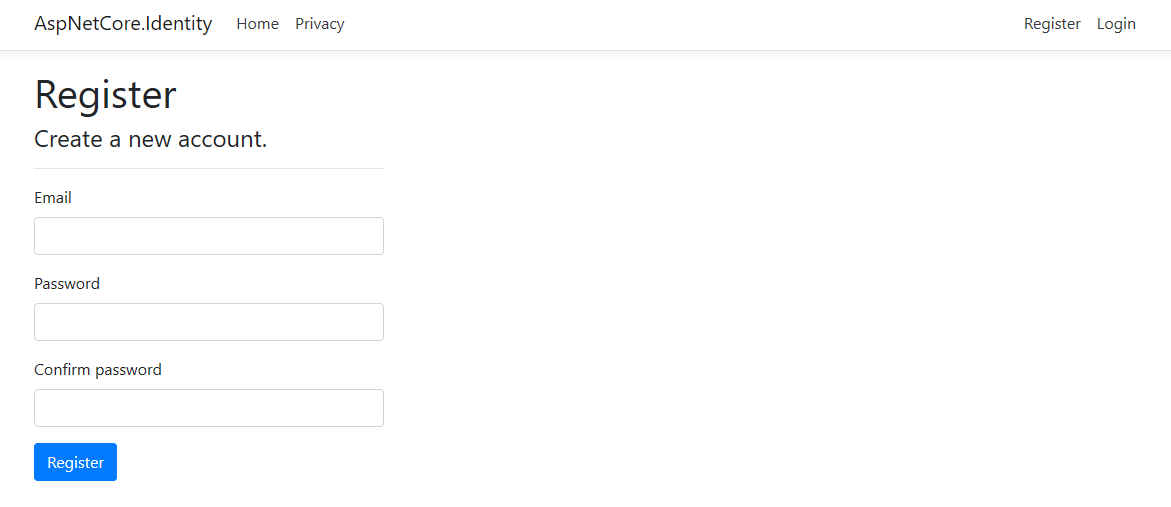 AspNetCore.Identity Home Privacy Register Login
Register
Create a new account.
Email
Password
Confirm password
Register